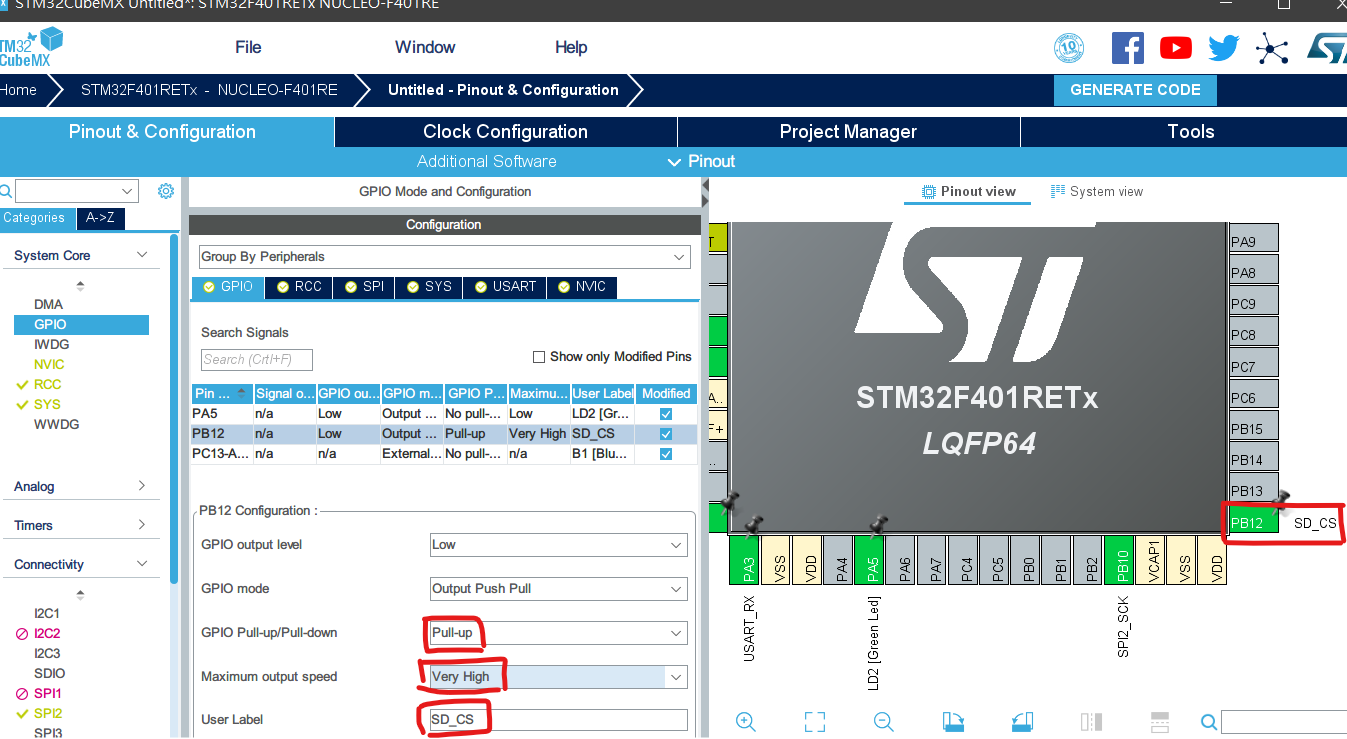 STM32CubeMX Untitled*: STM32F401RETx NUCLEO-F401RE
TM32
CubeMX
File Window Help
10
Home STM32F401RETx - NUCLEO-F401RE Untitled - Pinout & Configuration GENERATE CODE
Pinout & Configuration Clock Configuration Project Manager Tools
Additional Software Pinout
GPIO Mode and Configuration Pinout view System view
Categories A->Z
Configuration
System Core
Group By Peripherals
GPIO RCC SPI SYS USART NVIC
DMA
GPIO
IWDG
NVIC
RCC
SYS
WWDG
Analog
Timers
Connectivity
I2C1
I2C2
I2C3
SDIO
SPI1
SPI2
SPI3
Search Signals
Search (Crtl+F) Show only Modified Pins
Pin ... Signal o... GPIO ou... GPIO m... GPIO P... Maximu... User Label Modified
PA5 n/a Low Output ... No pull-... Low LD2 [Gr...
PB12 n/a Low Output ... Pull-up Very High SD_CS
PC13-A... n/a n/a External... No pull-... n/a B1 [Blu...
PB12 Configuration :
GPIO output level Low
GPIO mode Output Push Pull
GPIO Pull-up/Pull-down Pull-up
Maximum output speed Very High
User Label SD_CS
T
A..
F+
..
STM32F401RETx
LQFP64
PA9
PA8
PC9
PC8
PC7
PC6
PB15
PB14
PB13
PB12 SD_CS
PA3 VSS VDD PA4 PA5 PA6 PA7 PC4 PC5 PB0 PB1 PB2 PB10 VCAP1 VSS VDD
USART_RX LD2 [Green Led] SPI2_SCK